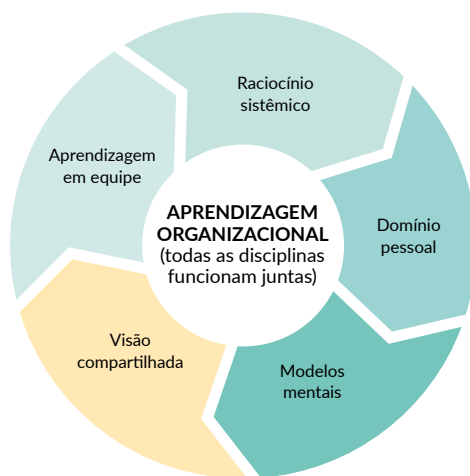 Raciocínio
sistêmico
Aprendizagem
em equipe
APRENDIZAGEM
ORGANIZACIONAL
(todas as disciplinas
funcionam juntas)
Domínio
pessoal
Visão
compartilhada
Modelos
mentais